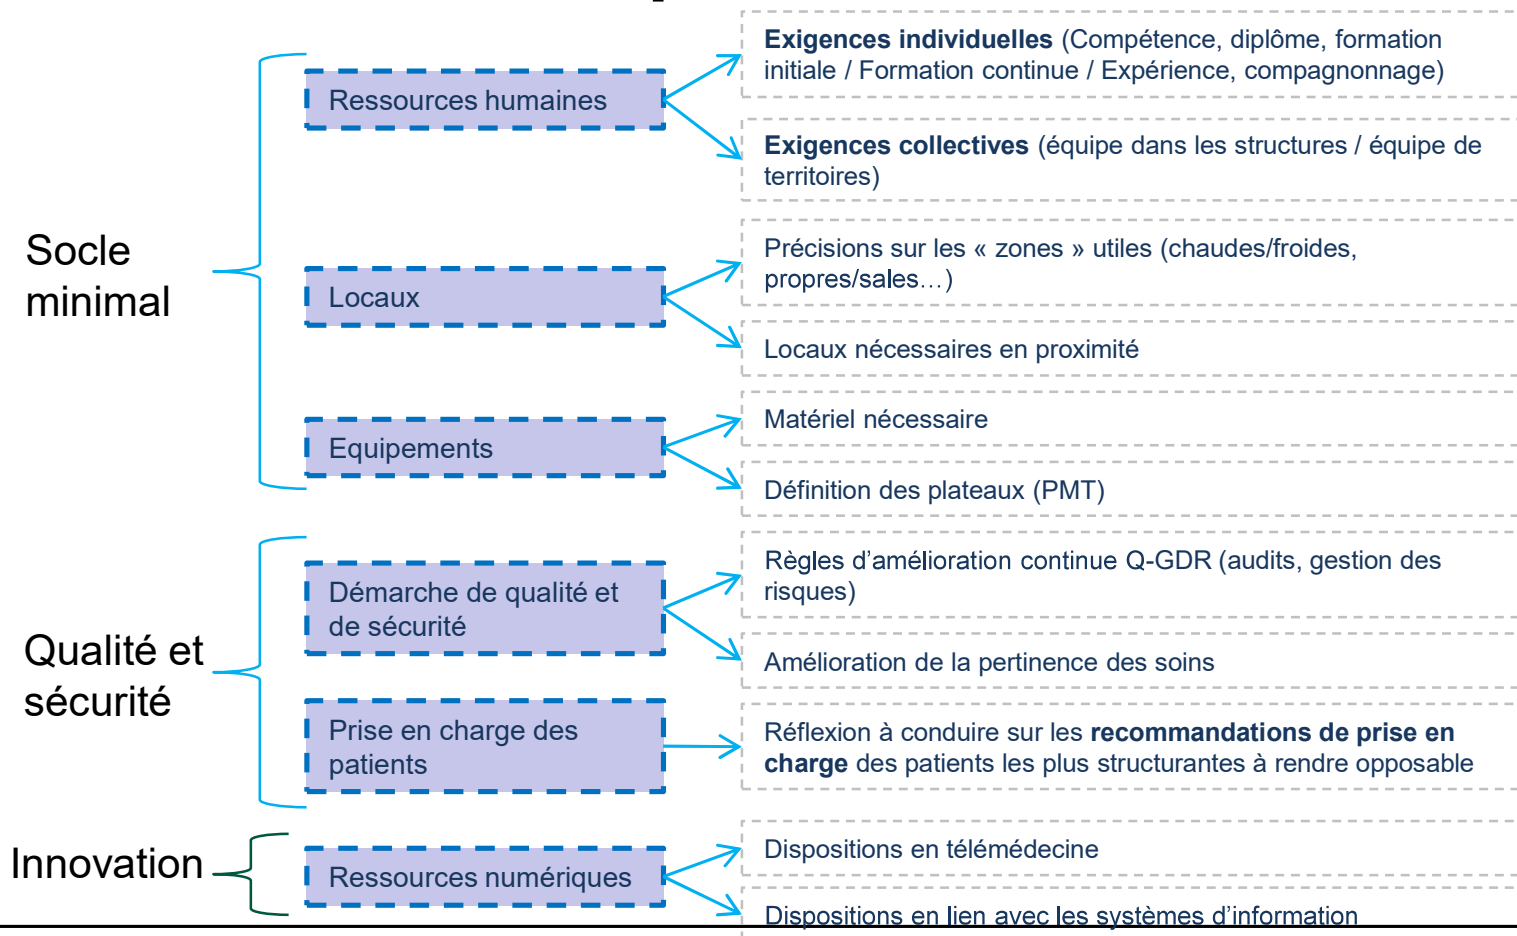 Socle
minimal
Ressources humaines
Exigences individuelles (Compétence, diplôme, formation
initiale / Formation continue / Expérience, compagnonnage)
Exigences collectives (équipe dans les structures / équipe de
territoires)
Locaux
Précisions sur les « zones » utiles (chaudes/froides,
propres/sales…)
Locaux nécessaires en proximité
Equipements
Matériel nécessaire
Définition des plateaux (PMT)
Qualité et
sécurité
Démarche de qualité et
de sécurité
Règles d’amélioration continue Q-GDR (audits, gestion des
risques)
Amélioration de la pertinence des soins
Prise en charge des
patients
Réflexion à conduire sur les recommandations de prise en
charge des patients les plus structurantes à rendre opposable
Innovation
Ressources numériques
Dispositions en télémédecine
Dispositions en lien avec les systèmes d’information